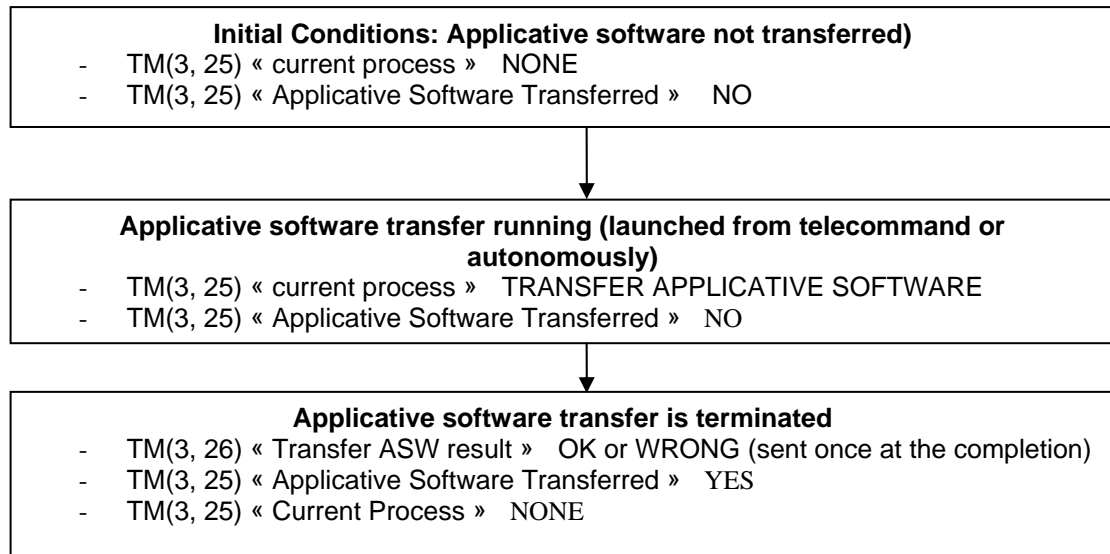 Initial Conditions: Applicative software not transferred)
- TM(3, 25) « current process » NONE
- TM(3, 25) « Applicative Software Transferred » NO
Applicative software transfer running (launched from telecommand or
autonomously)
- TM(3, 25) « current process » TRANSFER APPLICATIVE SOFTWARE
- TM(3, 25) « Applicative Software Transferred » NO
Applicative software transfer is terminated
- TM(3, 26) « Transfer ASW result » OK or WRONG (sent once at the completion)
- TM(3, 25) « Applicative Software Transferred » YES
- TM(3, 25) « Current Process » NONE